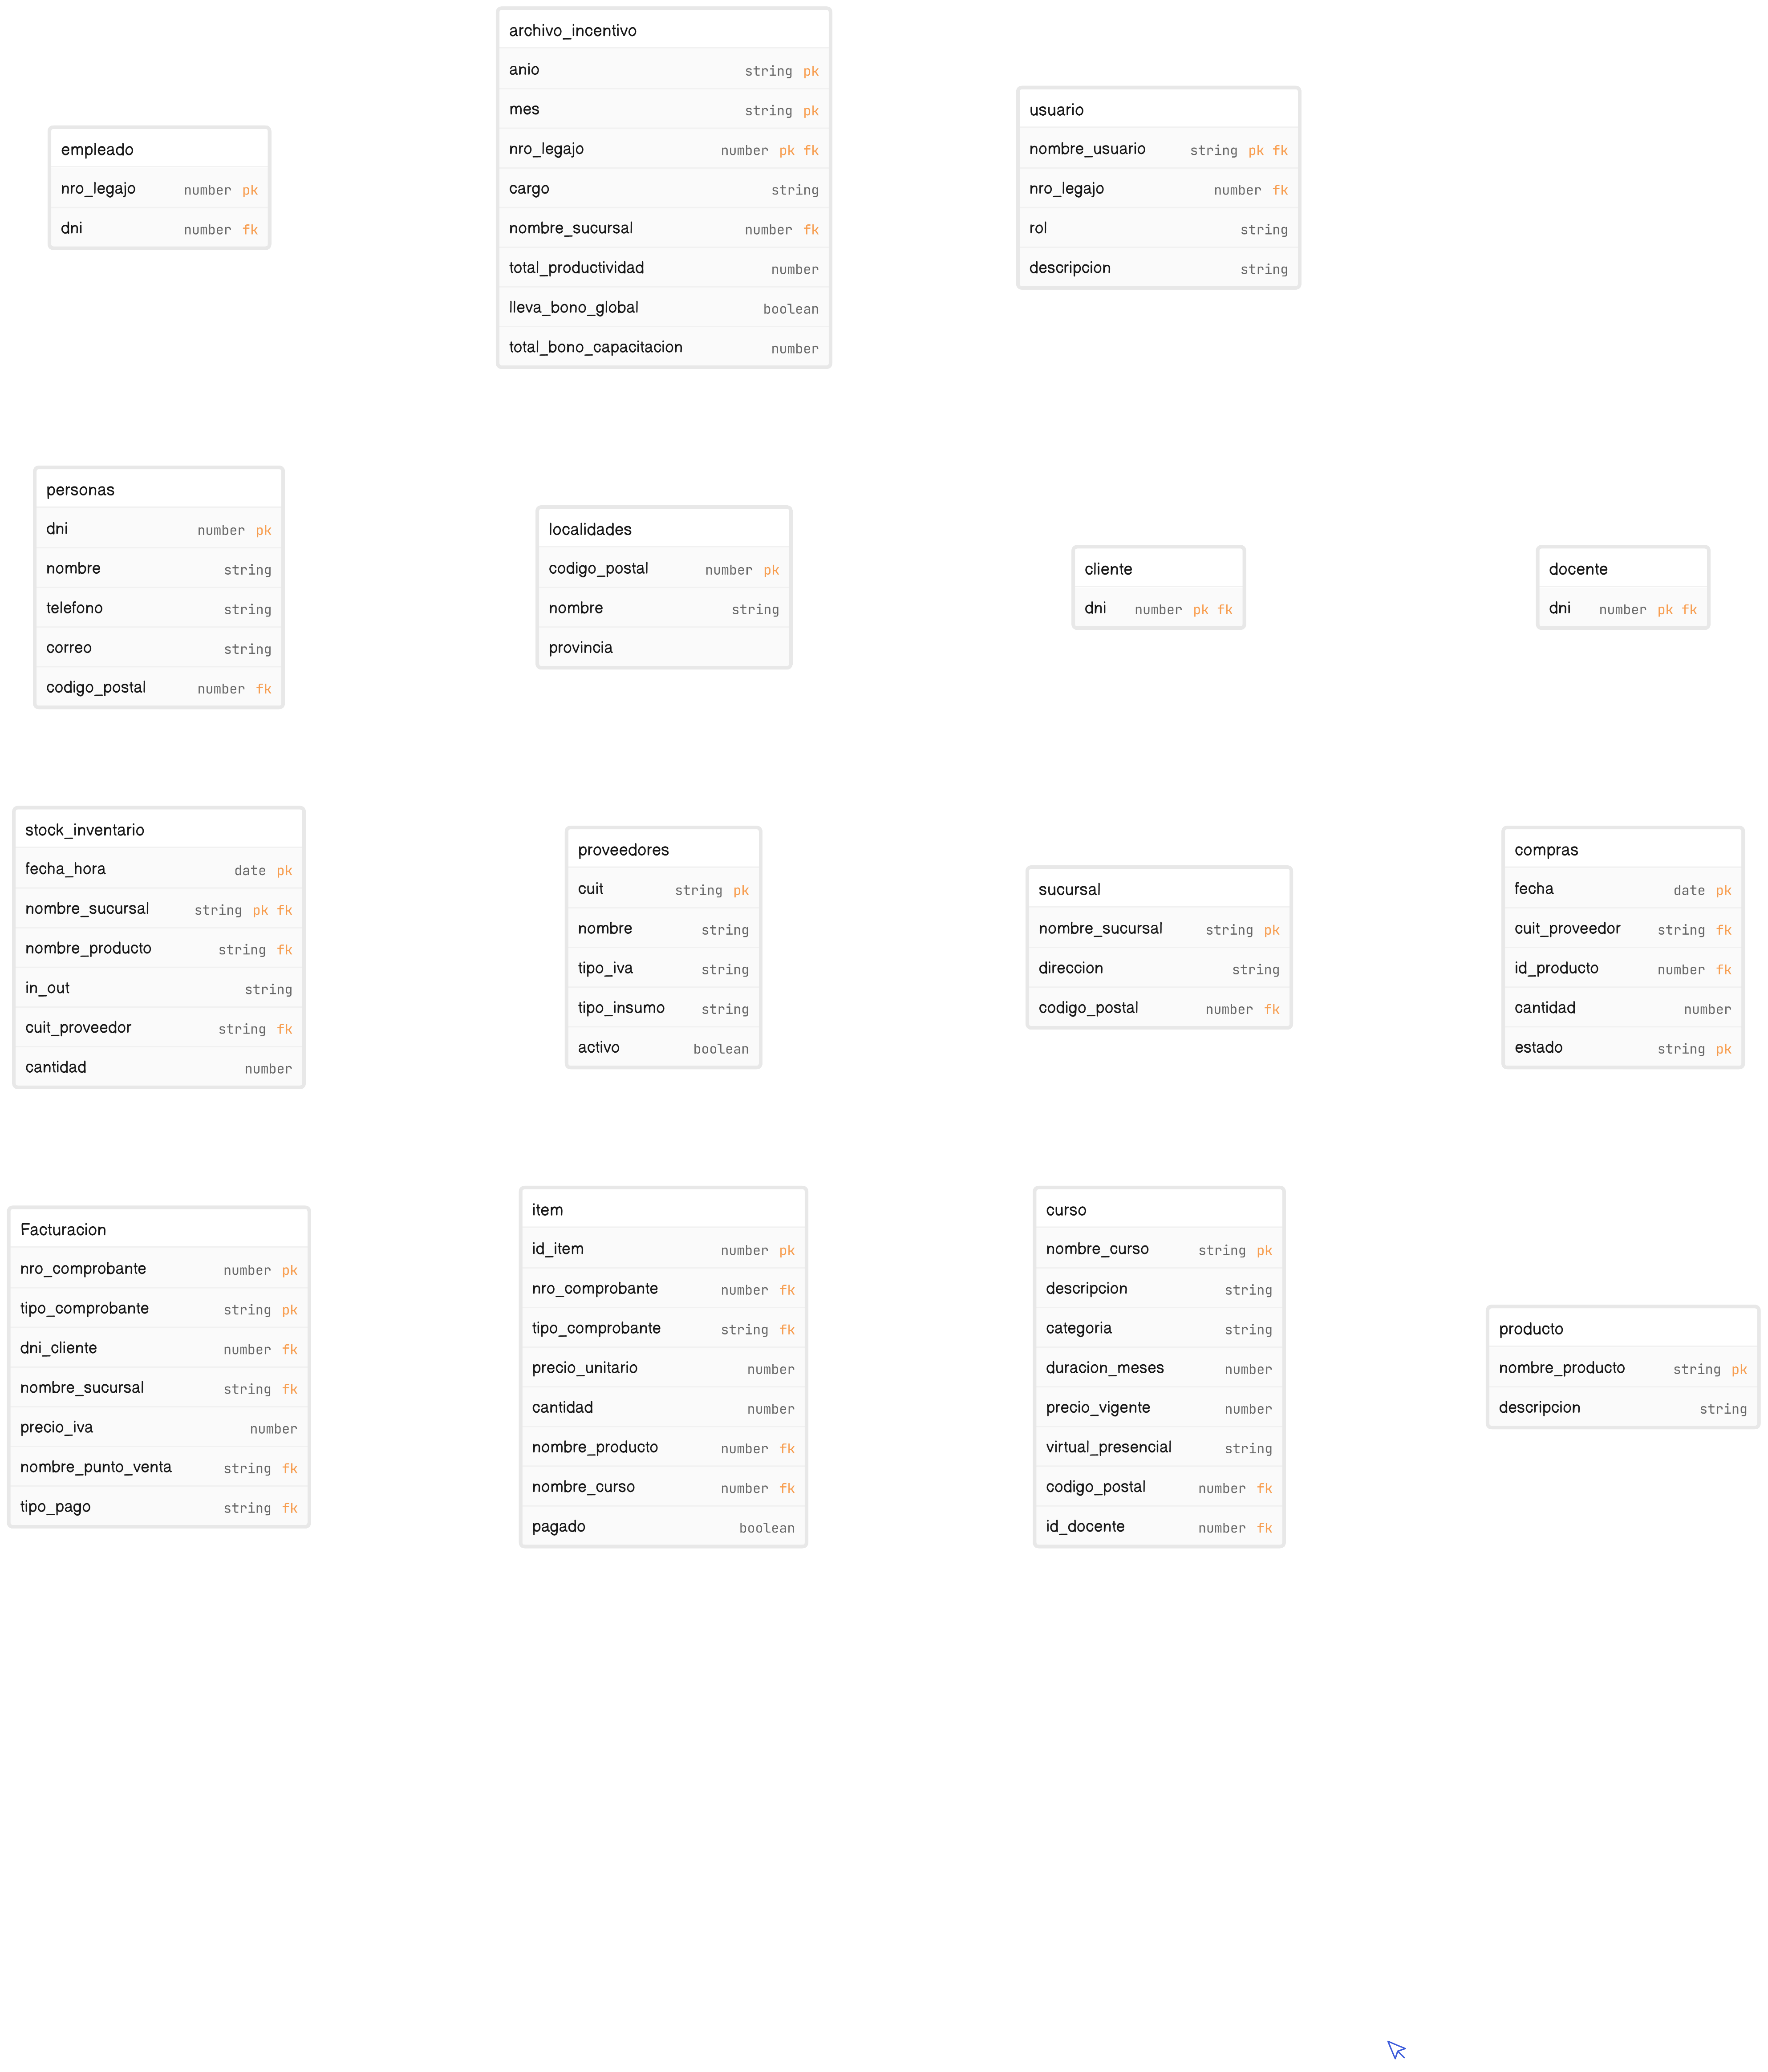 empleado
nro_legajo number pk
dni number fk
archivo_incentivo
anio string pk
mes string pk
nro_legajo number pk fk
cargo string
nombre_sucursal number fk
total_productividad number
lleva_bono_global boolean
total_bono_capacitacion number
usuario
nombre_usuario string pk fk
nro_legajo number fk
rol string
descripcion string
personas
dni number pk
nombre string
telefono string
correo string
codigo_postal number fk
localidades
codigo_postal number pk
nombre string
provincia
cliente
dni number pk fk
docente
dni number pk fk
stock_inventario
fecha_hora date pk
nombre_sucursal string pk fk
nombre_producto string fk
in_out string
cuit_proveedor string fk
cantidad number
proveedores
cuit string pk
nombre string
tipo_iva string
tipo_insumo string
activo boolean
sucursal
nombre_sucursal string pk
direccion string
codigo_postal number fk
compras
fecha date pk
cuit_proveedor string fk
id_producto number fk
cantidad number
estado string pk
Facturacion
nro_comprobante number pk
tipo_comprobante string pk
dni_cliente number fk
nombre_sucursal string fk
precio_iva number
nombre_punto_venta string fk
tipo_pago string fk
item
id_item number pk
nro_comprobante number fk
tipo_comprobante string fk
precio_unitario number
cantidad number
nombre_producto number fk
nombre_curso number fk
pagado boolean
curso
nombre_curso string pk
descripcion string
categoria string
duracion_meses number
precio_vigente number
virtual_presencial string
codigo_postal number fk
id_docente number fk
producto
nombre_producto string pk
descripcion string